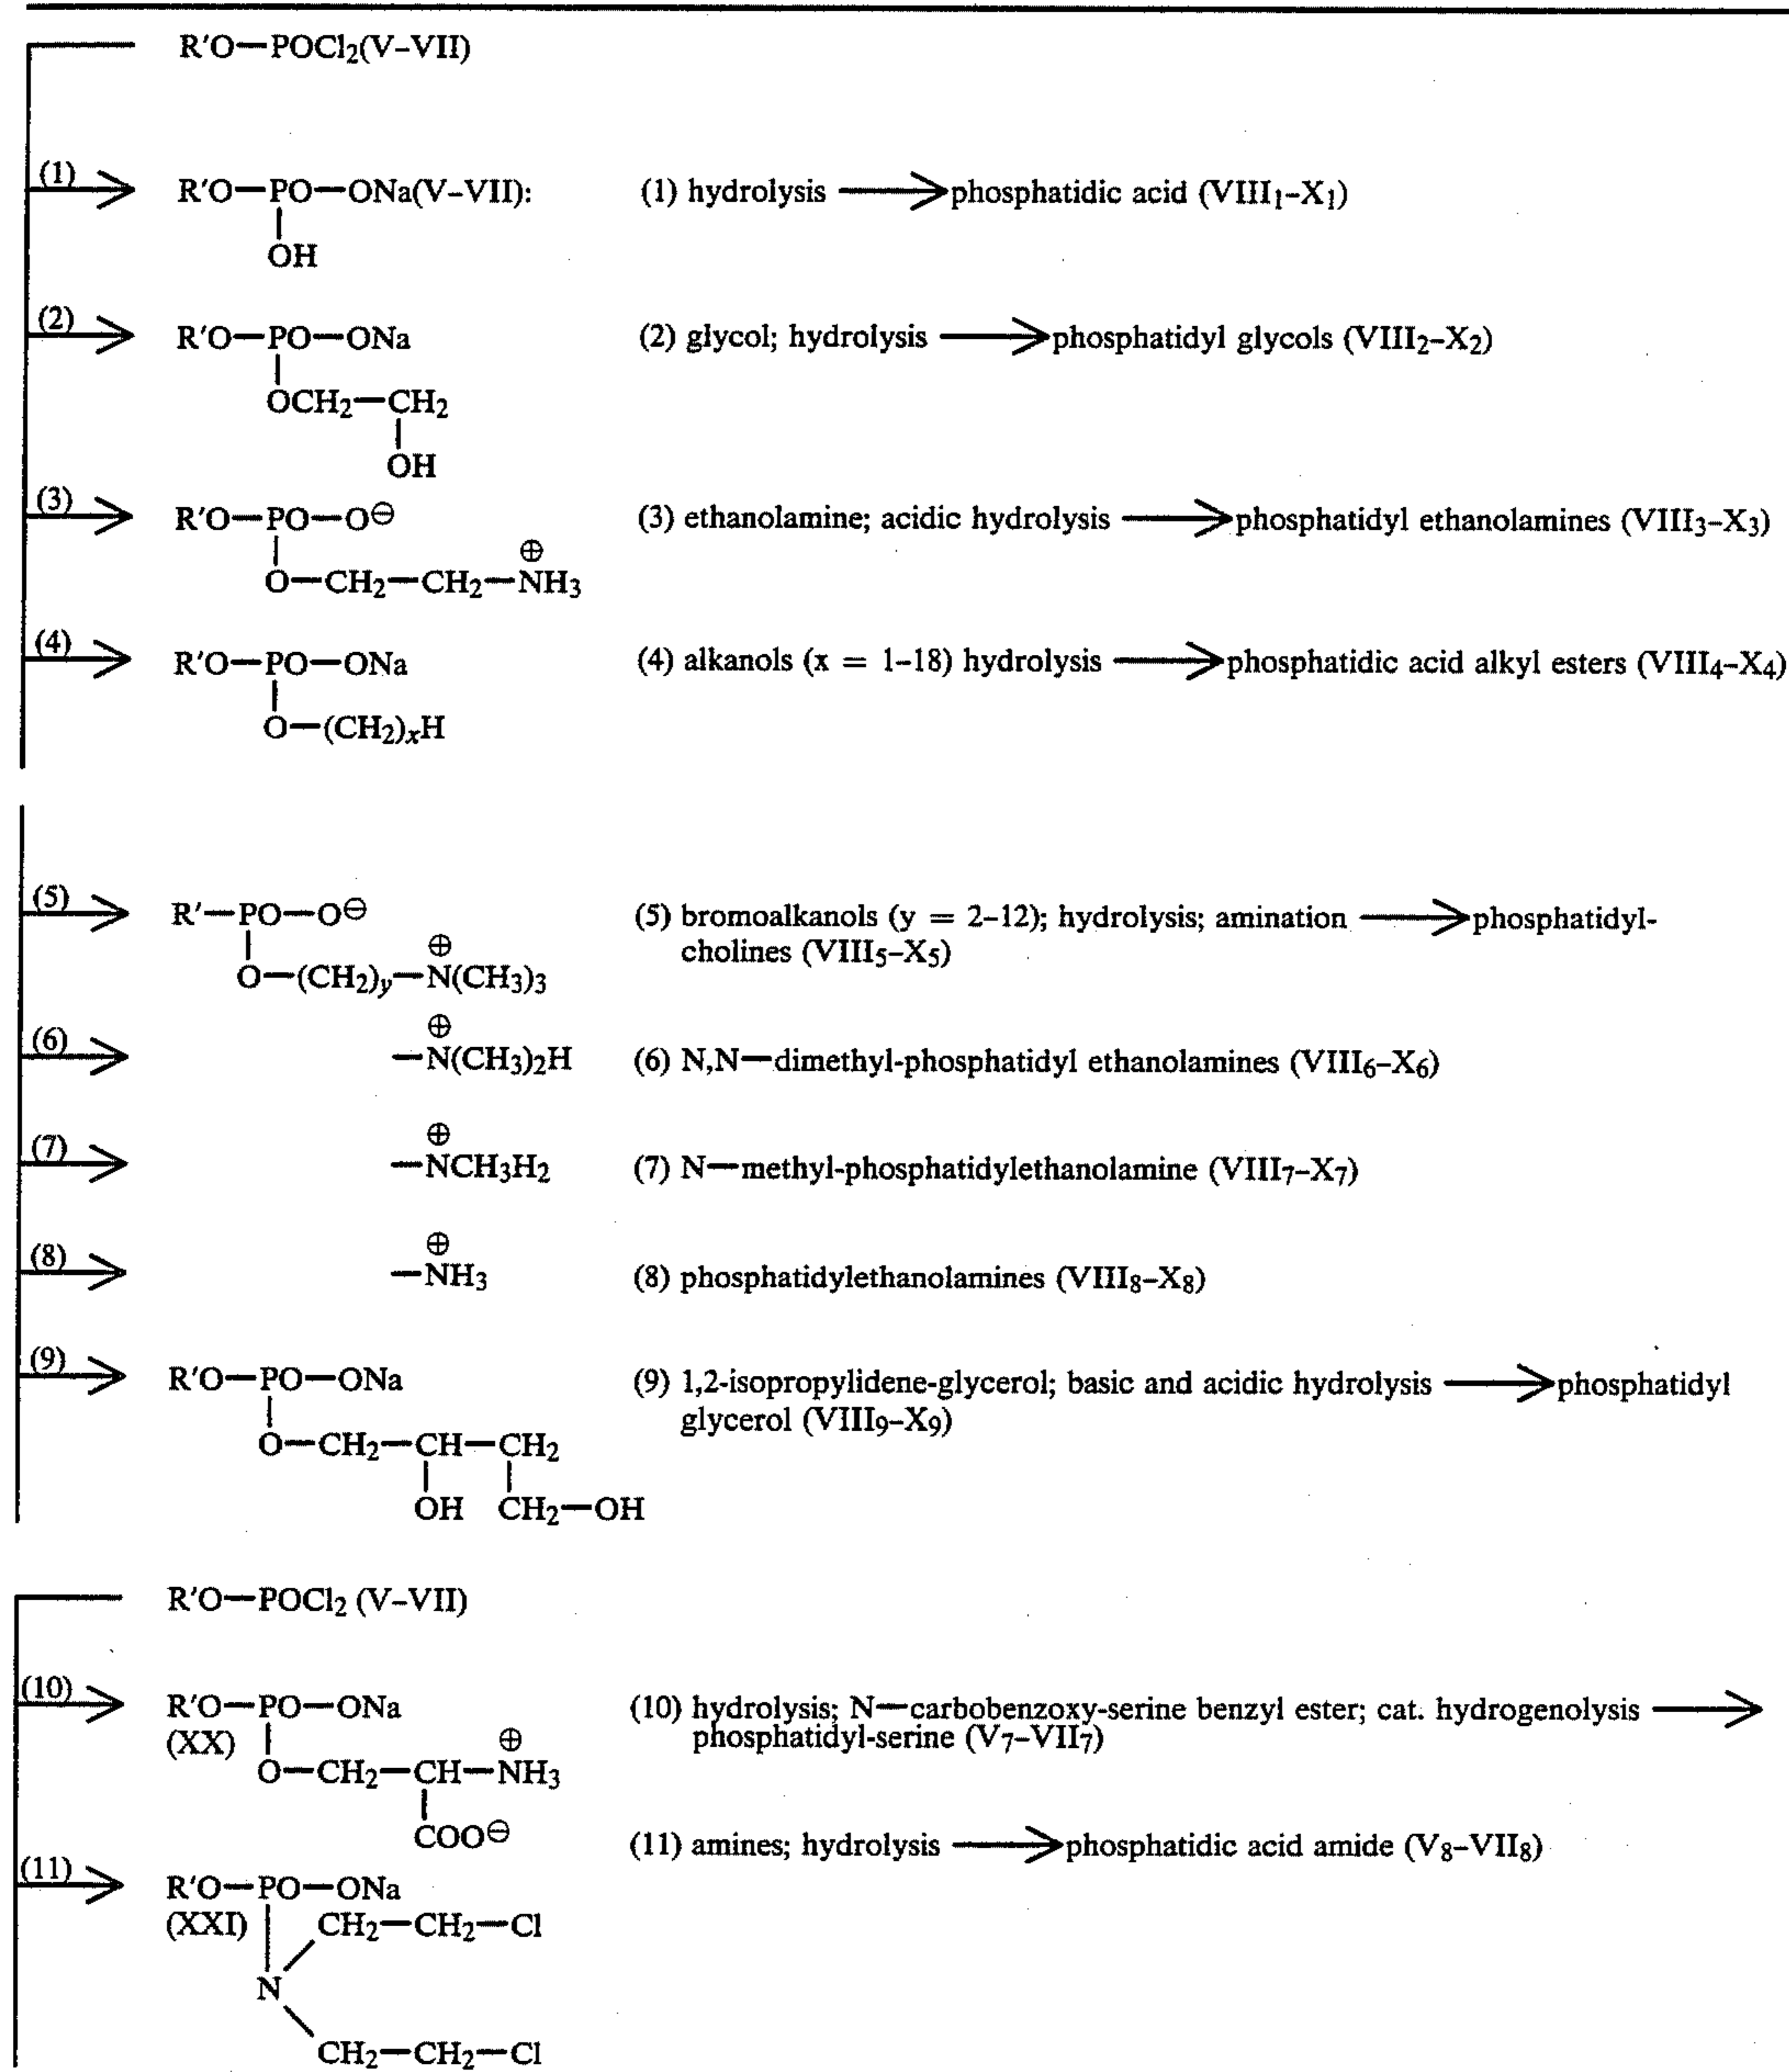 R'O—POCl₂(V–VII)
(1) R'O—PO—ONa(V–VII): (1) hydrolysis ⟶ phosphatidic acid (VIII₁–X₁)
OH
(2) R'O—PO—ONa (2) glycol; hydrolysis ⟶ phosphatidyl glycols (VIII₂–X₂)
OCH₂—CH₂
OH
(3) R'O—PO—O⊖ (3) ethanolamine; acidic hydrolysis ⟶ phosphatidyl ethanolamines (VIII₃–X₃)
⊕
O—CH₂—CH₂—NH₃
(4) R'O—PO—ONa (4) alkanols (x = 1–18) hydrolysis ⟶ phosphatidic acid alkyl esters (VIII₄–X₄)
O—(CH₂)ₓH
(5) R'—PO—O⊖ (5) bromoalkanols (y = 2–12); hydrolysis; amination ⟶ phosphatidyl-
⊕ cholines (VIII₅–X₅)
O—(CH₂)y—N(CH₃)₃
⊕
(6) —N(CH₃)₂H (6) N,N—dimethyl-phosphatidyl ethanolamines (VIII₆–X₆)
⊕
(7) —NCH₃H₂ (7) N—methyl-phosphatidylethanolamine (VIII₇–X₇)
⊕
(8) —NH₃ (8) phosphatidylethanolamines (VIII₈–X₈)
(9) R'O—PO—ONa (9) 1,2-isopropylidene-glycerol; basic and acidic hydrolysis ⟶ phosphatidyl
glycerol (VIII₉–X₉)
O—CH₂—CH—CH₂
OH CH₂—OH
R'O—POCl₂ (V–VII)
(10) R'O—PO—ONa (10) hydrolysis; N—carbobenzoxy-serine benzyl ester; cat. hydrogenolysis ⟶
(XX) ⊕ phosphatidyl-serine (V₇–VII₇)
O—CH₂—CH—NH₃
COO⊖ (11) amines; hydrolysis ⟶ phosphatidic acid amide (V₈–VII₈)
(11) R'O—PO—ONa
(XXI) CH₂—CH₂—Cl
N
CH₂—CH₂—Cl